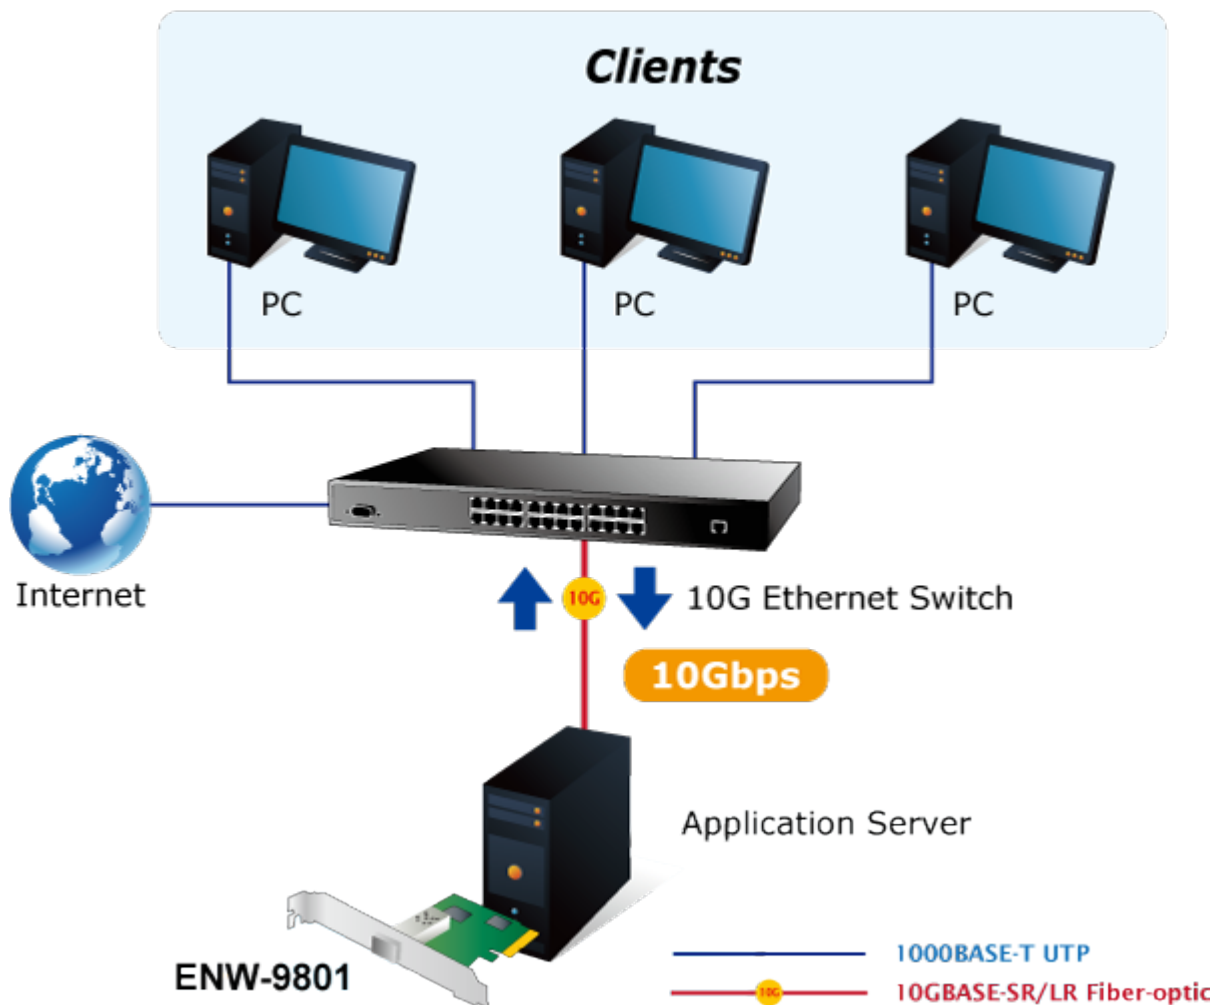 Clients
PC
PC
PC
Internet
10G
10G Ethernet Switch
10Gbps
Application Server
ENW-9801
1000BASE-T UTP
10G
10GBASE-SR/LR Fiber-optic